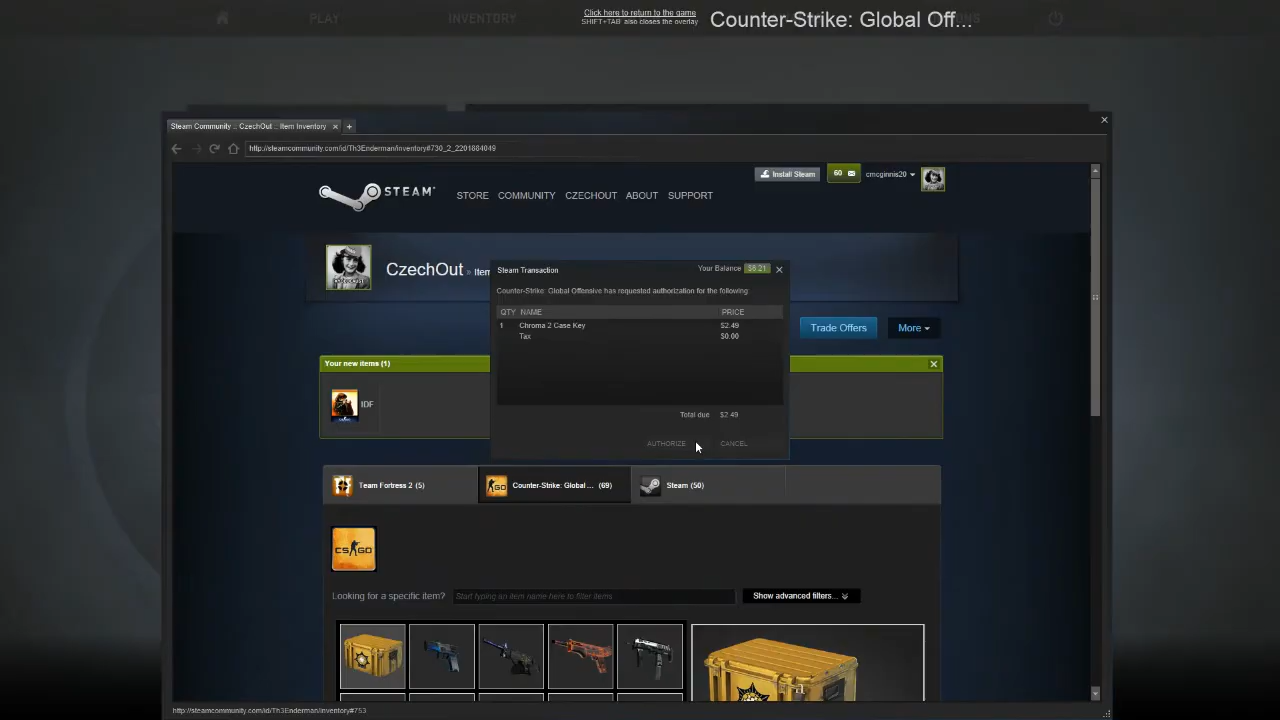 PLAY
INVENTORY
Click here to return to the game
SHIFT+TAB' also closes the overlay
Counter-Strike: Global Off...
Steam Community :: CzechOut :: Item Inventory
http://steamcommunity.com/id/Th3Enderman/inventory#730_2_2201884049
Install Steam
60
cmcginnis20
STEAM
STORE COMMUNITY CZECHOUT ABOUT SUPPORT
CzechOut » Item
Steam Transaction
Your Balance $6.21
Counter-Strike: Global Offensive has requested authorization for the following:
QTY NAME PRICE
1 Chroma 2 Case Key $2.49
Tax $0.00
Total due $2.49
AUTHORIZE CANCEL
Trade Offers
More
Your new items (1)
IDF
Team Fortress 2 (5)
Counter-Strike: Global... (69)
Steam (50)
CS GO
Looking for a specific item?
Start typing an item name here to filter items
Show advanced filters...
http://steamcommunity.com/id/Th3Enderman/inventory#753